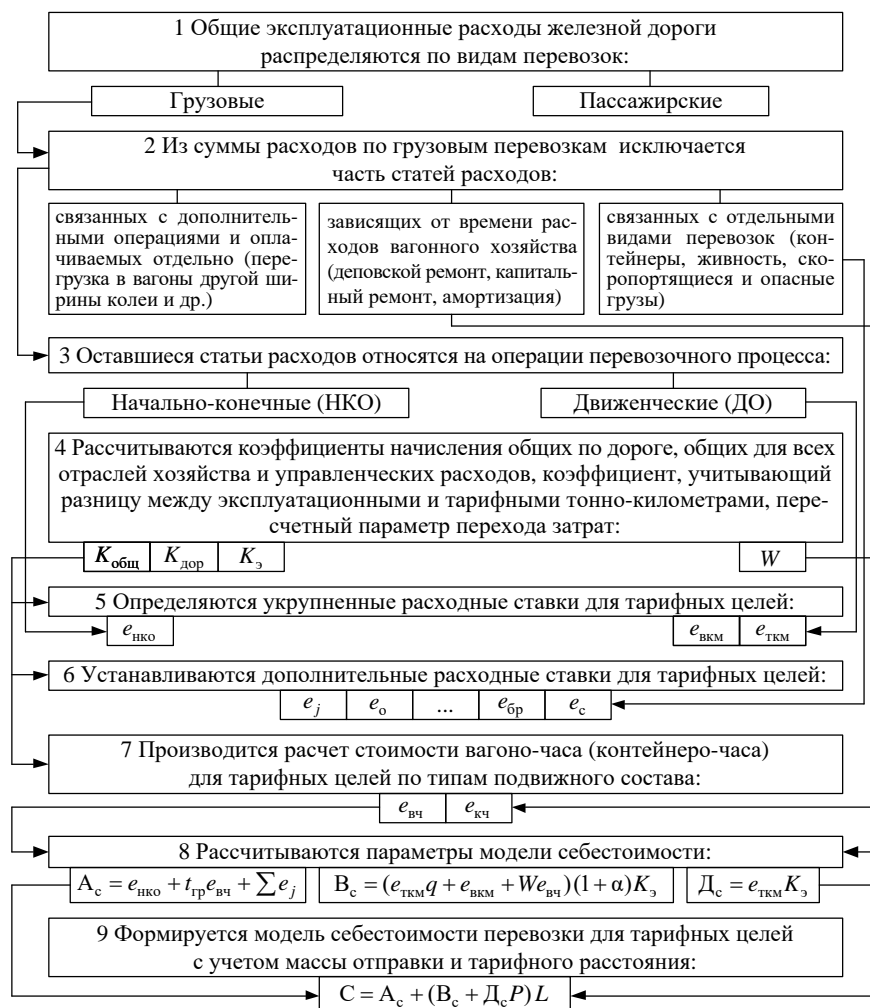 1 Общие эксплуатационные расходы железной дороги
распределяются по видам перевозок:
Грузовые
Пассажирские
2 Из суммы расходов по грузовым перевозкам исключается
часть статей расходов:
связанных с дополнитель-
ными операциями и опла-
чиваемых отдельно (пере-
грузка в вагоны другой ши-
рины колеи и др.)
зависящих от времени рас-
ходов вагонного хозяйства
(деповской ремонт, капиталь-
ный ремонт, амортизация)
связанных с отдельными
видами перевозок (кон-
тейнеры, живность, ско-
ропортящиеся и опасные
грузы)
3 Оставшиеся статьи расходов относятся на операции перевозочного процесса:
Начально-конечные (НКО)
Движенческие (ДО)
4 Рассчитываются коэффициенты начисления общих по дороге, общих для всех
отраслей хозяйства и управленческих расходов, коэффициент, учитывающий
разницу между эксплуатационными и тарифными тонно-километрами, пере-
счетный параметр перехода затрат:
K_общ K_дор K_э W
5 Определяются укрупненные расходные ставки для тарифных целей:
e_нко e_вкм e_ткм
6 Устанавливаются дополнительные расходные ставки для тарифных целей:
e_j e_о ... e_бр e_с
7 Производится расчет стоимости вагоно-часа (контейнеро-часа)
для тарифных целей по типам подвижного состава:
e_вч e_кч
8 Рассчитываются параметры модели себестоимости:
А_с = e_нко + t_гр e_вч + ∑ e_j
В_с = (e_ткм q + e_вкм + W e_вч)(1 + α)K_э
Д_с = e_ткм K_э
9 Формируется модель себестоимости перевозки для тарифных целей
с учетом массы отправки и тарифного расстояния:
С = А_с + (В_с + Д_с P) L